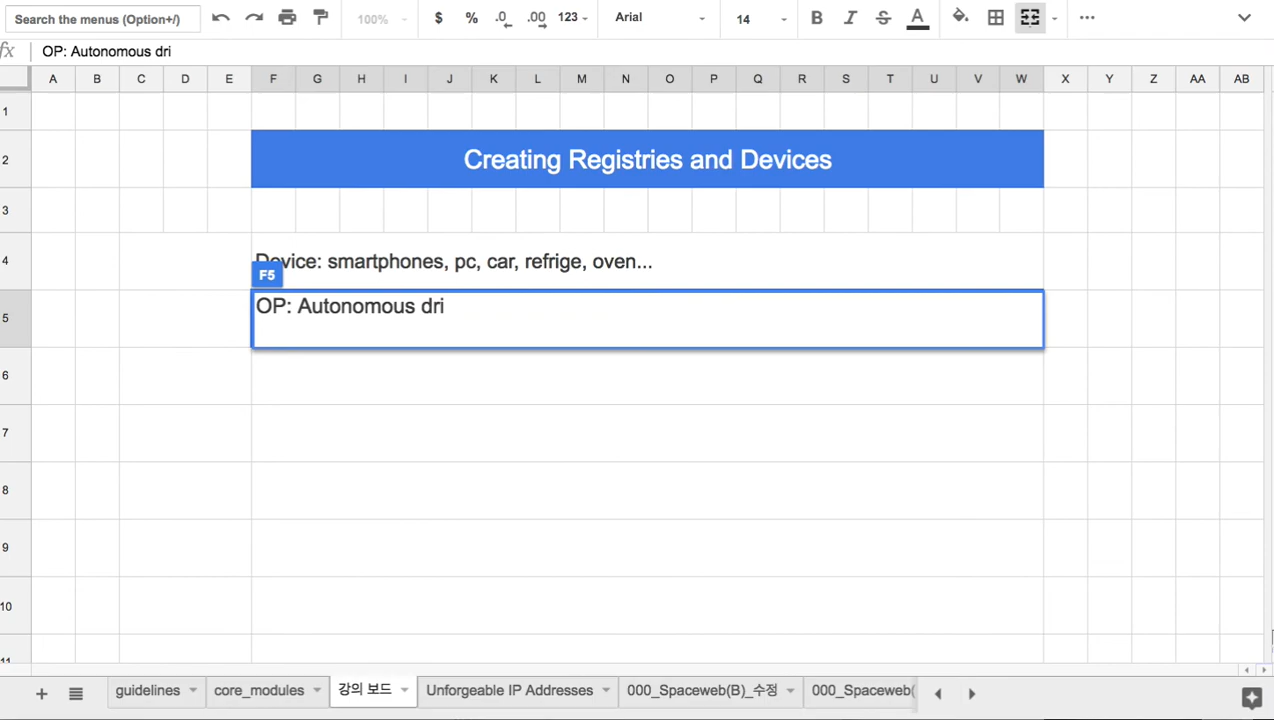 Search the menus (Option+/)
100%
$ % .0 .00 123
Arial
14
B I S A
fx OP: Autonomous dri
A B C D E F G H I J K L M N O P Q R S T U V W X Y Z AA AB
1
2 Creating Registries and Devices
3
4 Device: smartphones, pc, car, refrige, oven...
F5
5 OP: Autonomous dri
6
7
8
9
10
11
guidelines core_modules 강의 보드 Unforgeable IP Addresses 000_Spaceweb(B)_수정 000_Spaceweb(